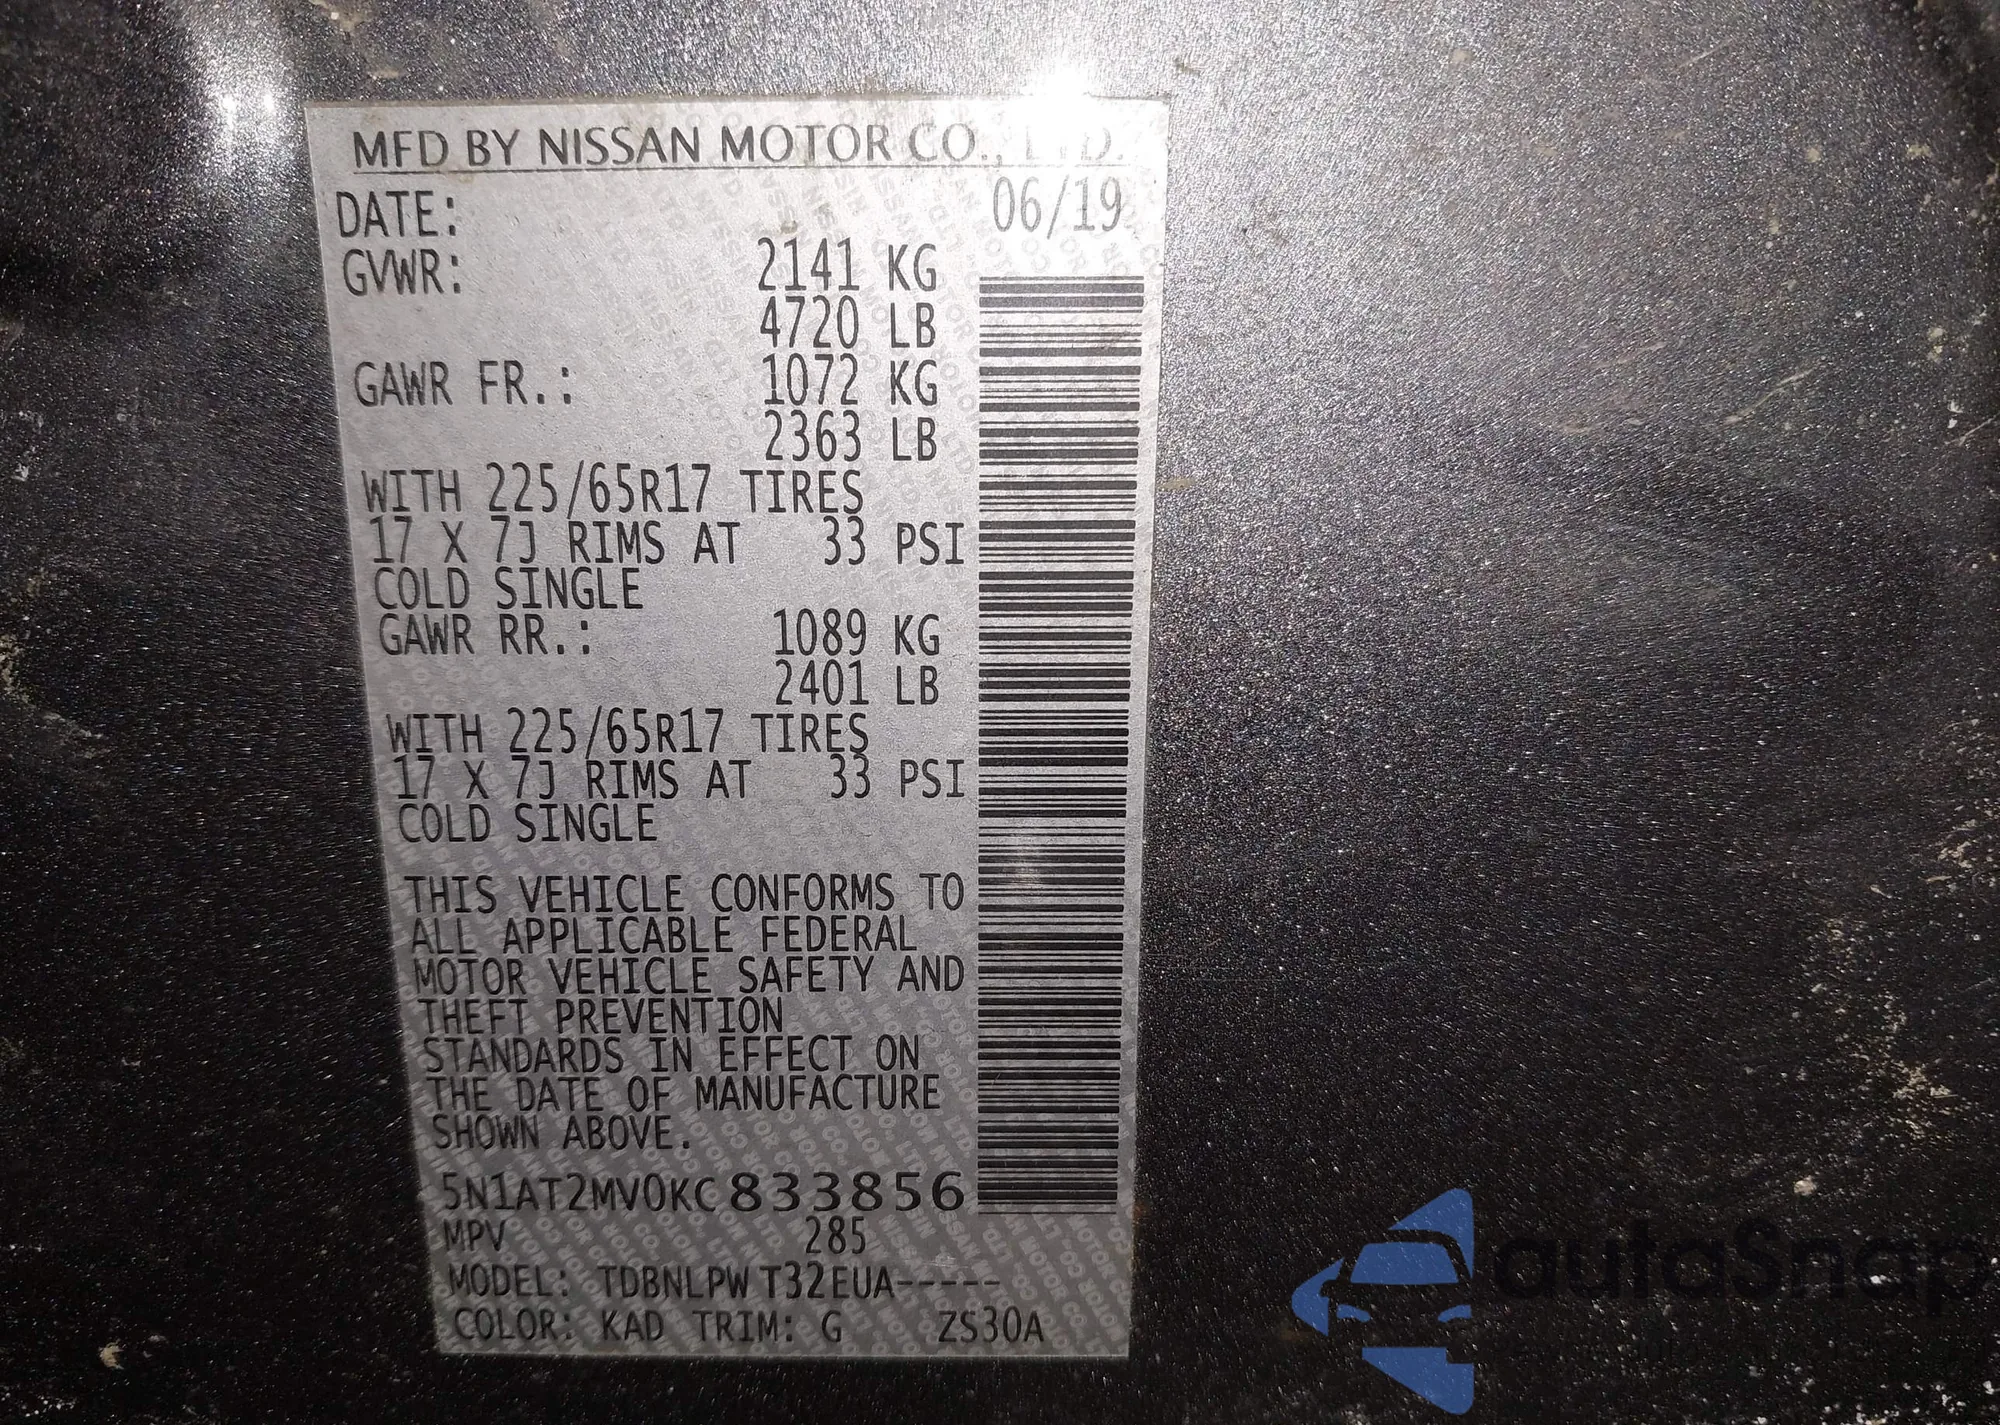 MFD BY NISSAN MOTOR CO., LTD.
DATE: 06/19
GVWR: 2141 KG
4720 LB
GAWR FR.: 1072 KG
2363 LB
WITH 225/65R17 TIRES
17 X 7J RIMS AT 33 PSI
COLD SINGLE
GAWR RR.: 1089 KG
2401 LB
WITH 225/65R17 TIRES
17 X 7J RIMS AT 33 PSI
COLD SINGLE
THIS VEHICLE CONFORMS TO
ALL APPLICABLE FEDERAL
MOTOR VEHICLE SAFETY AND
THEFT PREVENTION
STANDARDS IN EFFECT ON
THE DATE OF MANUFACTURE
SHOWN ABOVE.
5N1AT2MV0KC833856
MPV 285
MODEL: TDBNLPW T32EUA-----
COLOR: KAD TRIM: G ZS30A
autaSnap